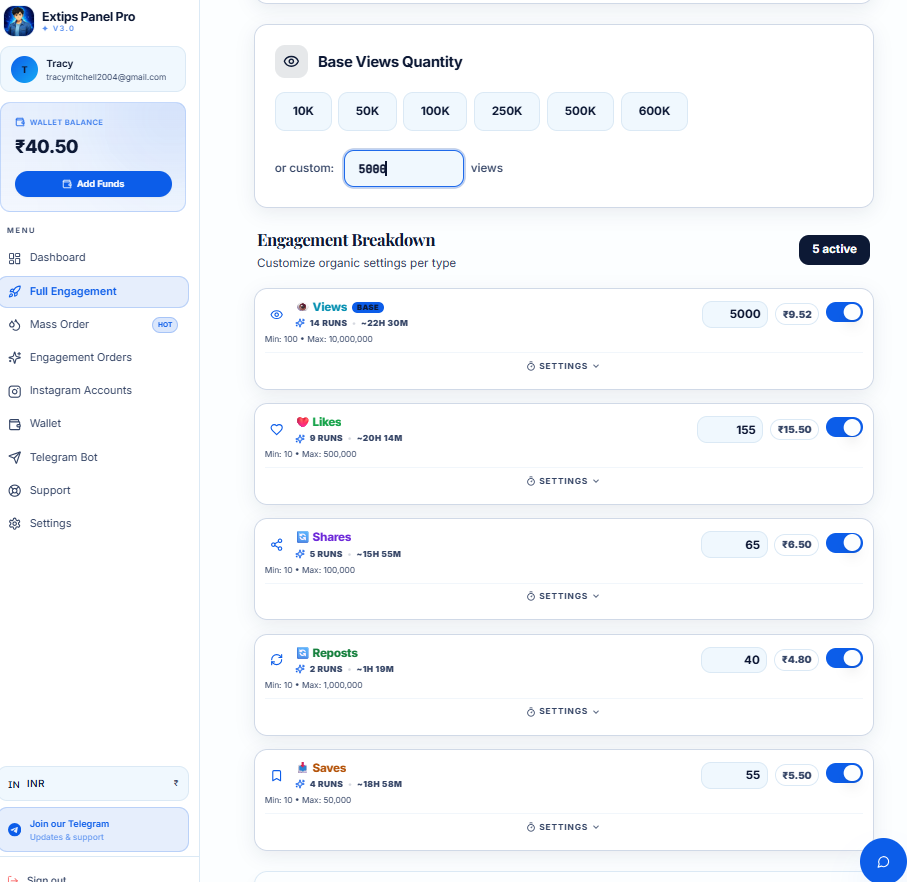 Extips Panel Pro
✦ V3.0
T
Tracy
tracymitchell2004@gmail.com
WALLET BALANCE
₹40.50
Add Funds
MENU
Dashboard
Full Engagement
Mass Order
HOT
Engagement Orders
Instagram Accounts
Wallet
Telegram Bot
Support
Settings
IN INR ₹
Join our Telegram
Updates & support
Sign out
Base Views Quantity
10K 50K 100K 250K 500K 600K
or custom: 5000 views
Engagement Breakdown
Customize organic settings per type
5 active
Views BASE
14 RUNS • ~22H 30M
5000 ₹9.52
Min: 100 • Max: 10,000,000
SETTINGS
Likes
9 RUNS • ~20H 14M
155 ₹15.50
Min: 10 • Max: 500,000
SETTINGS
Shares
5 RUNS • ~15H 55M
65 ₹6.50
Min: 10 • Max: 100,000
SETTINGS
Reposts
2 RUNS • ~1H 19M
40 ₹4.80
Min: 10 • Max: 1,000,000
SETTINGS
Saves
4 RUNS • ~18H 58M
55 ₹5.50
Min: 10 • Max: 50,000
SETTINGS